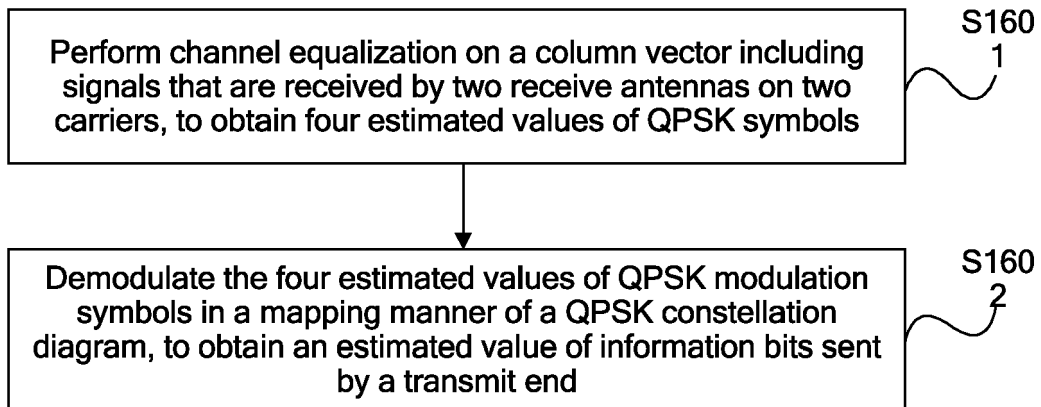 Perform channel equalization on a column vector including
signals that are received by two receive antennas on two
carriers, to obtain four estimated values of QPSK symbols
S160
1
Demodulate the four estimated values of QPSK modulation
symbols in a mapping manner of a QPSK constellation
diagram, to obtain an estimated value of information bits sent
by a transmit end
S160
2